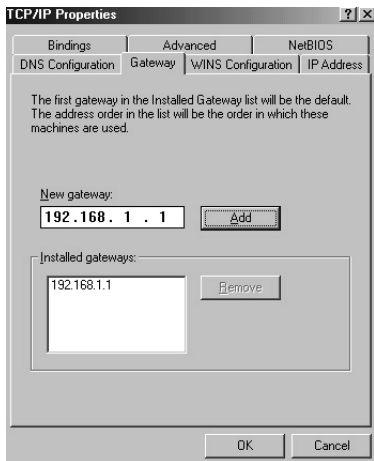 TCP/IP Properties ? x
Bindings Advanced NetBIOS
DNS Configuration Gateway WINS Configuration IP Address
The first gateway in the Installed Gateway list will be the default.
The address order in the list will be the order in which these
machines are used.
New gateway:
192.168. 1 . 1 Add
Installed gateways:
192.168.1.1 Remove
OK Cancel